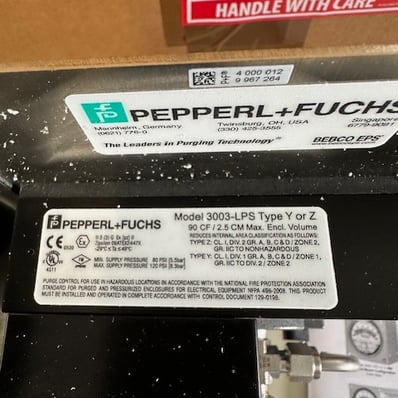 HANDLE WITH CARE
4 000 012
9 967 264
PEPPERL+FUCHS
Mannheim, Germany
(0621) 776-0
Twinsburg, OH, USA
(330) 425-3555
Singapore
6779-9091
The Leaders in Purging Technology
BEBCO EPS
PEPPERL+FUCHS
Model 3003-LPS Type Y or Z
90 CF / 2.5 CM Max. Encl. Volume
REDUCES INTERNAL AREA CLASSIFICATION AS FOLLOWS:
TYPE Z: CL. I, DIV. 2 GR. A, B, C & D / ZONE 2,
GR. IIC TO NONHAZARDOUS
TYPE Y: CL. I, DIV. 1 GR. A, B, C & D / ZONE 1,
GR. IIC TO DIV. 2 / ZONE 2
MIN. SUPPLY PRESSURE 80 PSI
MAXIMUM SUPPLY PRESSURE 120 PSI
PURGE CONTROL FOR USE IN HAZARDOUS LOCATIONS IN ACCORDANCE WITH THE NATIONAL FIRE PROTECTION ASSOCIATION
STANDARD FOR PURGED AND PRESSURIZED ENCLOSURES FOR ELECTRICAL EQUIPMENT NFPA 496-2008. THIS PRODUCT
MUST BE INSTALLED AND OPERATED IN COMPLETE ACCORDANCE WITH CONTROL DOCUMENT 129-0198.